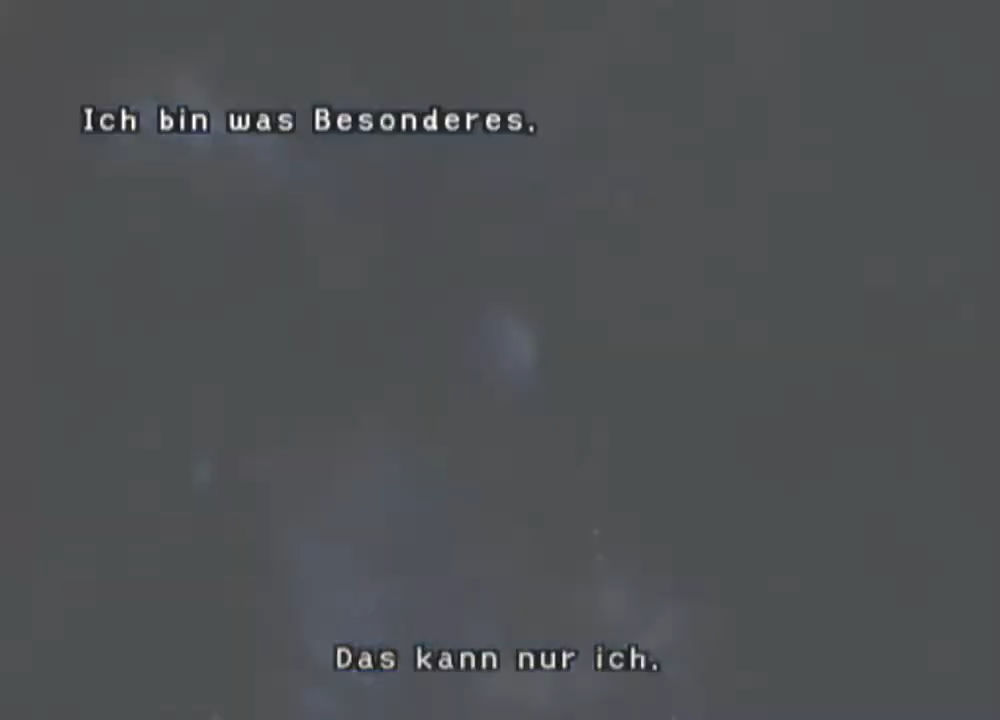 Ich bin was Besonderes.
Das kann nur ich.